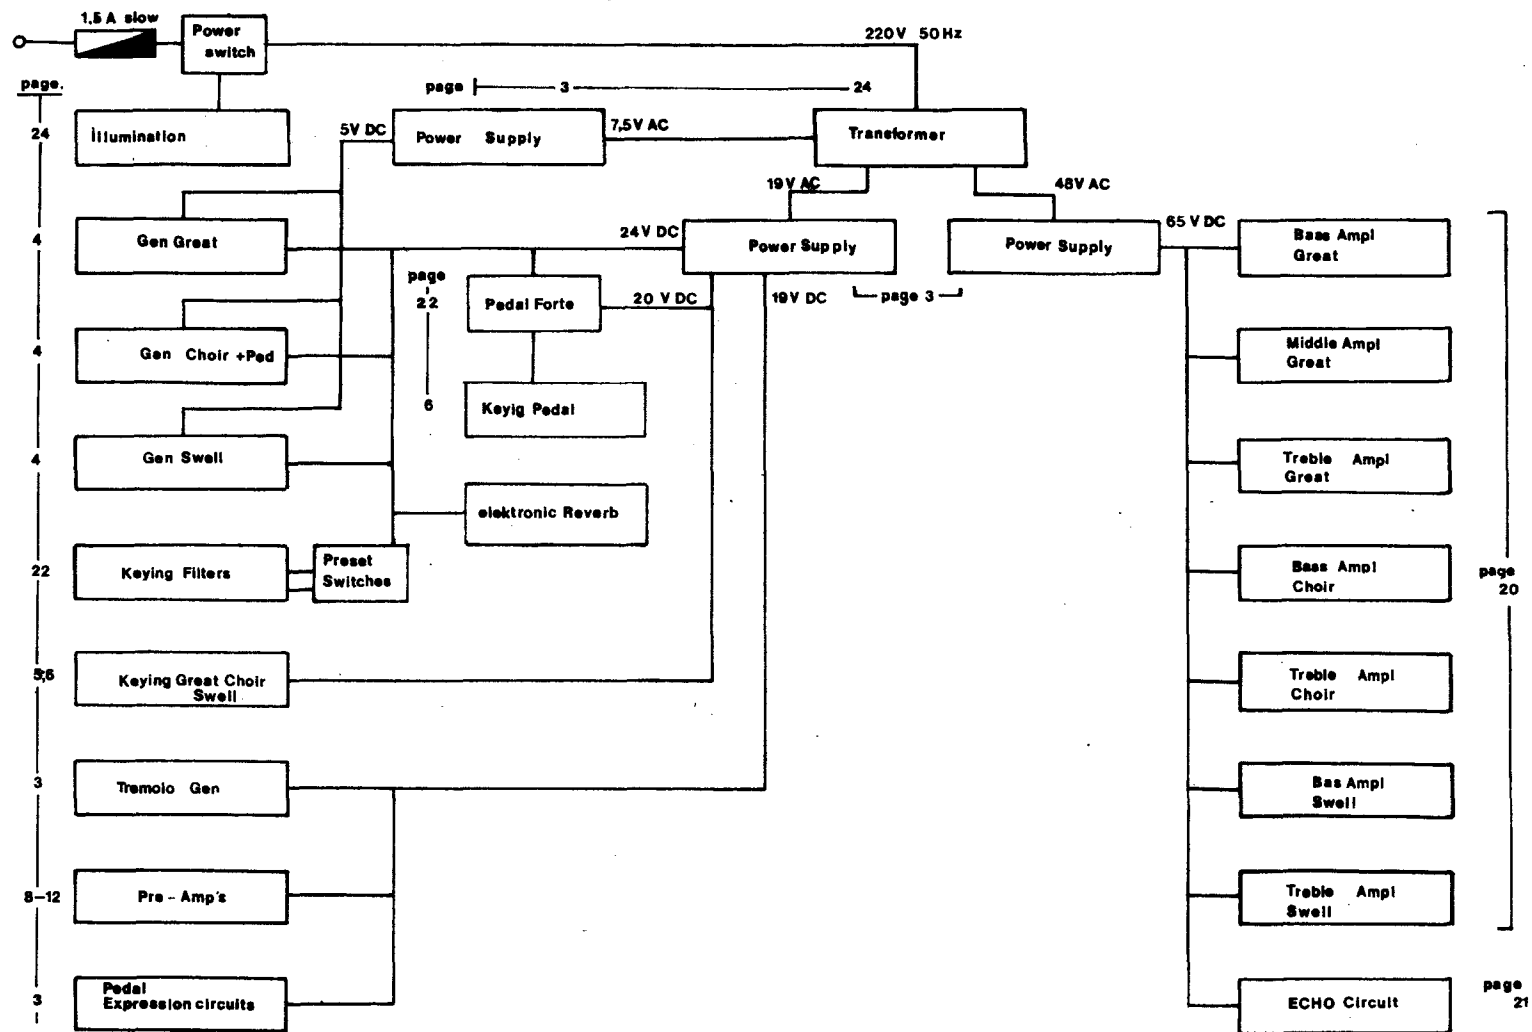 1,5 A slow
Power
switch
220V 50Hz
page.
page 3 24
24
Illumination
5V DC
Power Supply
7,5V AC
Transformer
19V AC
48V AC
4
Gen Great
24V DC
Power Supply
Power Supply
65 V DC
Bass Ampl
Great
page
22
Pedal Forte
20 V DC
19V DC
page 3
4
Gen Choir +Ped
Middle Ampl
Great
6
Keyig Pedal
4
Gen Swell
Treble Ampl
Great
elektronic Reverb
22
Keying Filters
Preset
Switches
Bass Ampl
Choir
page
20
5,6
Keying Great Choir
Swell
Treble Ampl
Choir
3
Tremolo Gen
Bas Ampl
Swell
8-12
Pre-Amp's
Treble Ampl
Swell
3
Pedal
Expression circuits
ECHO Circuit
page
21